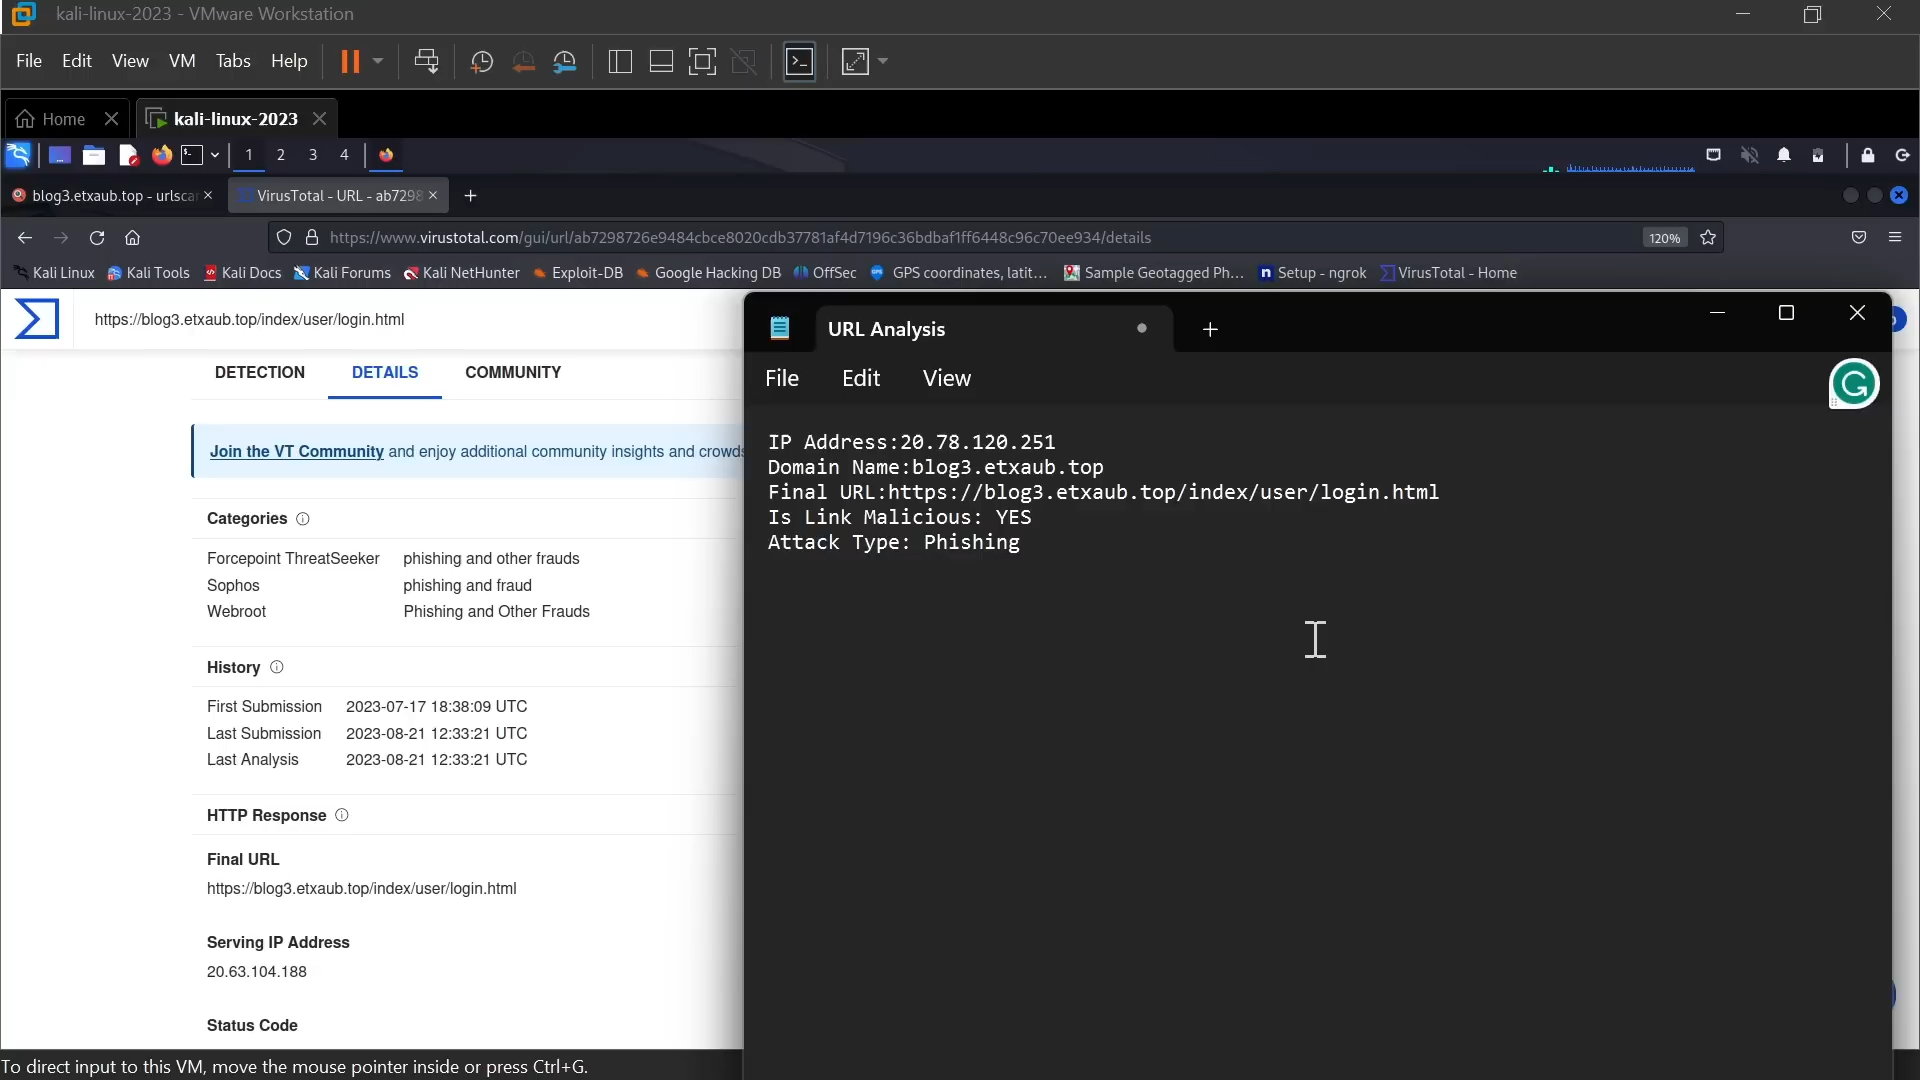 kali-linux-2023 - VMware Workstation
File Edit View VM Tabs Help
Home
kali-linux-2023
1 2 3 4
blog3.etxaub.top - urlsca
VirusTotal - URL - ab7298
https://www.virustotal.com/gui/url/ab7298726e9484cbce8020cdb37781af4d7196c36bdbaf1ff6448c96c70ee934/details
120%
Kali Linux Kali Tools Kali Docs Kali Forums Kali NetHunter Exploit-DB Google Hacking DB OffSec GPS coordinates, latit... Sample Geotagged Ph... Setup - ngrok VirusTotal - Home
https://blog3.etxaub.top/index/user/login.html
DETECTION DETAILS COMMUNITY
Join the VT Community and enjoy additional community insights and crowds
Categories
Forcepoint ThreatSeeker phishing and other frauds
Sophos phishing and fraud
Webroot Phishing and Other Frauds
History
First Submission 2023-07-17 18:38:09 UTC
Last Submission 2023-08-21 12:33:21 UTC
Last Analysis 2023-08-21 12:33:21 UTC
HTTP Response
Final URL
https://blog3.etxaub.top/index/user/login.html
Serving IP Address
20.63.104.188
Status Code
URL Analysis
File Edit View
IP Address:20.78.120.251
Domain Name:blog3.etxaub.top
Final URL:https://blog3.etxaub.top/index/user/login.html
Is Link Malicious: YES
Attack Type: Phishing
To direct input to this VM, move the mouse pointer inside or press Ctrl+G.